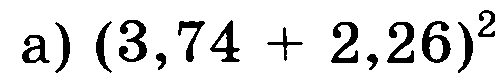 а) (3,74 + 2,26)²